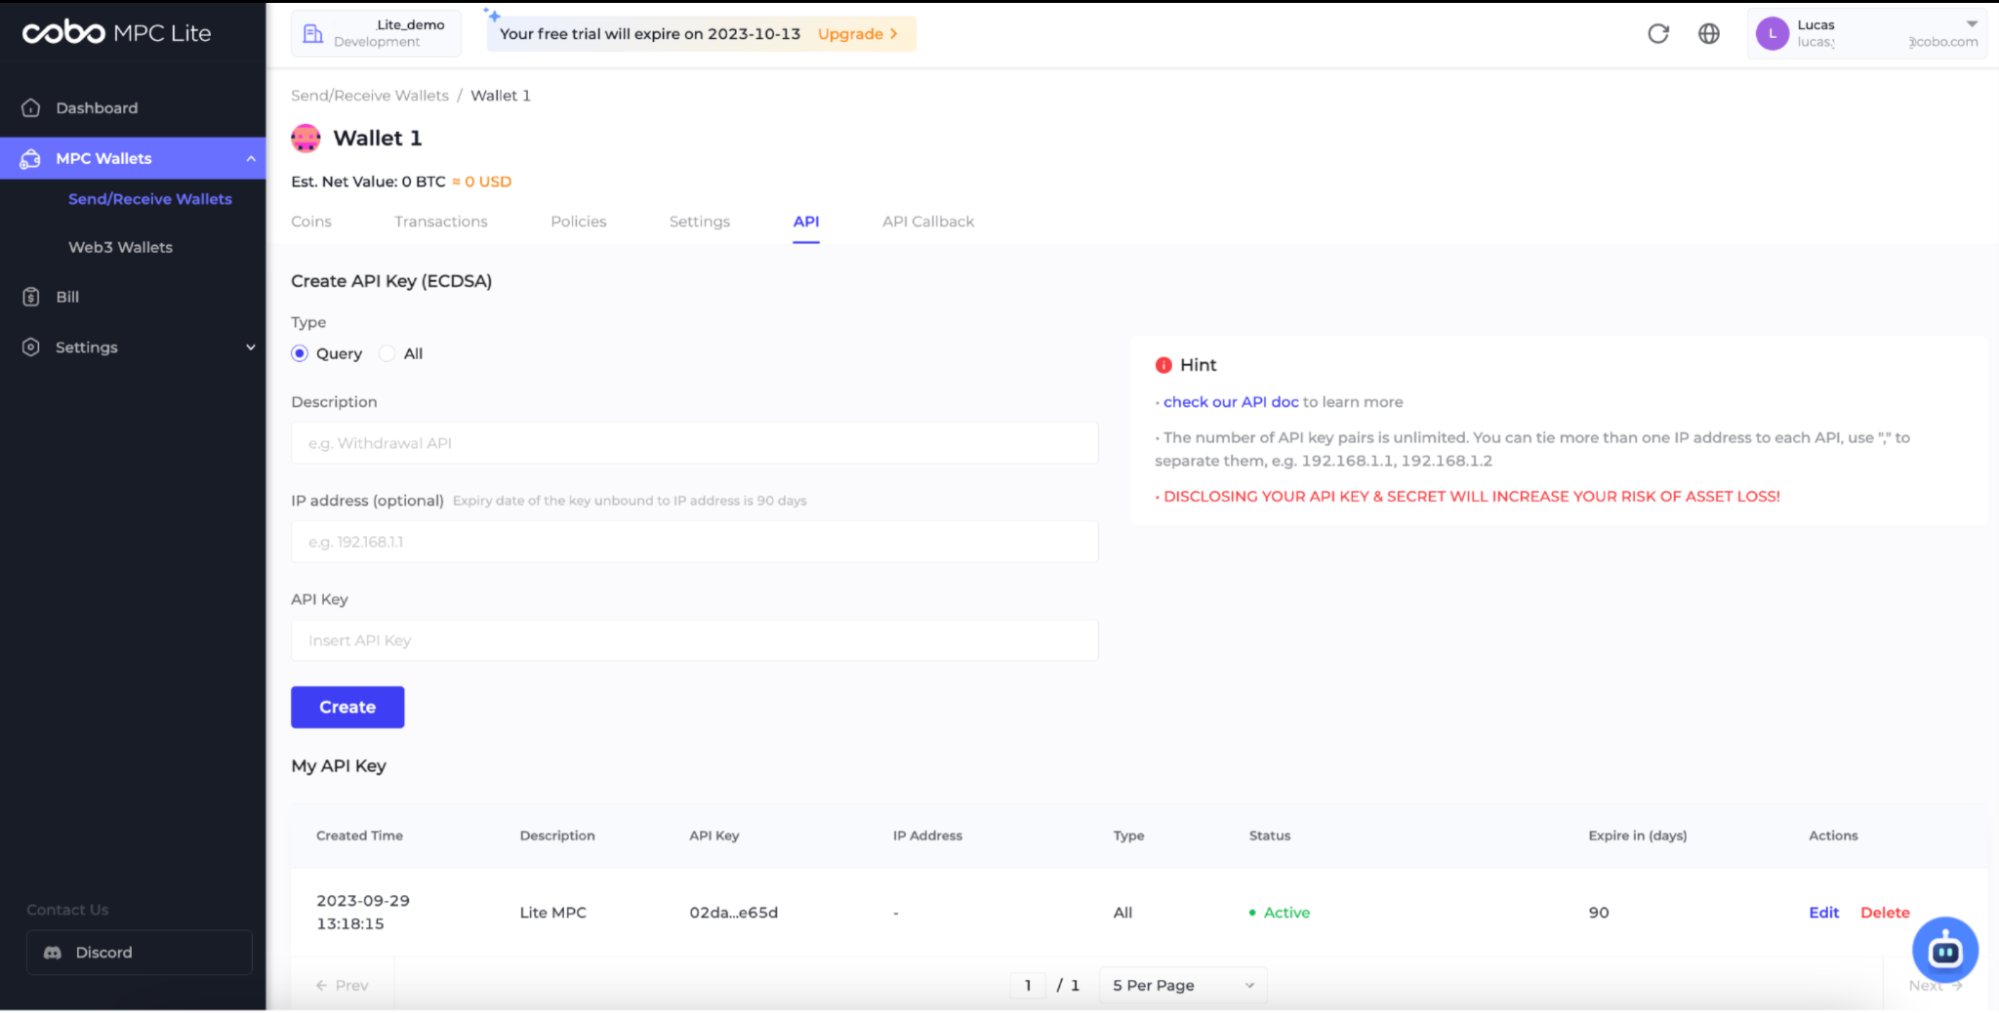 cobo MPC Lite
Lite_demo
Development
Your free trial will expire on 2023-10-13 Upgrade >
L
Lucas
lucas.
@cobo.com
Dashboard
MPC Wallets
Send/Receive Wallets
Web3 Wallets
Bill
Settings
Contact Us
Discord
Send/Receive Wallets / Wallet 1
Wallet 1
Est. Net Value: 0 BTC ≈ 0 USD
Coins Transactions Policies Settings API API Callback
Create API Key (ECDSA)
Type
Query All
Description
e.g. Withdrawal API
IP address (optional) Expiry date of the key unbound to IP address is 90 days
e.g. 192.168.1.1
API Key
Insert API Key
Create
Hint
· check our API doc to learn more
· The number of API key pairs is unlimited. You can tie more than one IP address to each API, use "," to
separate them, e.g. 192.168.1.1, 192.168.1.2
· DISCLOSING YOUR API KEY & SECRET WILL INCREASE YOUR RISK OF ASSET LOSS!
My API Key
Created Time Description API Key IP Address Type Status Expire in (days) Actions
2023-09-29
13:18:15
Lite MPC 02da...e65d - All Active 90 Edit Delete
← Prev 1 / 1 5 Per Page Next →